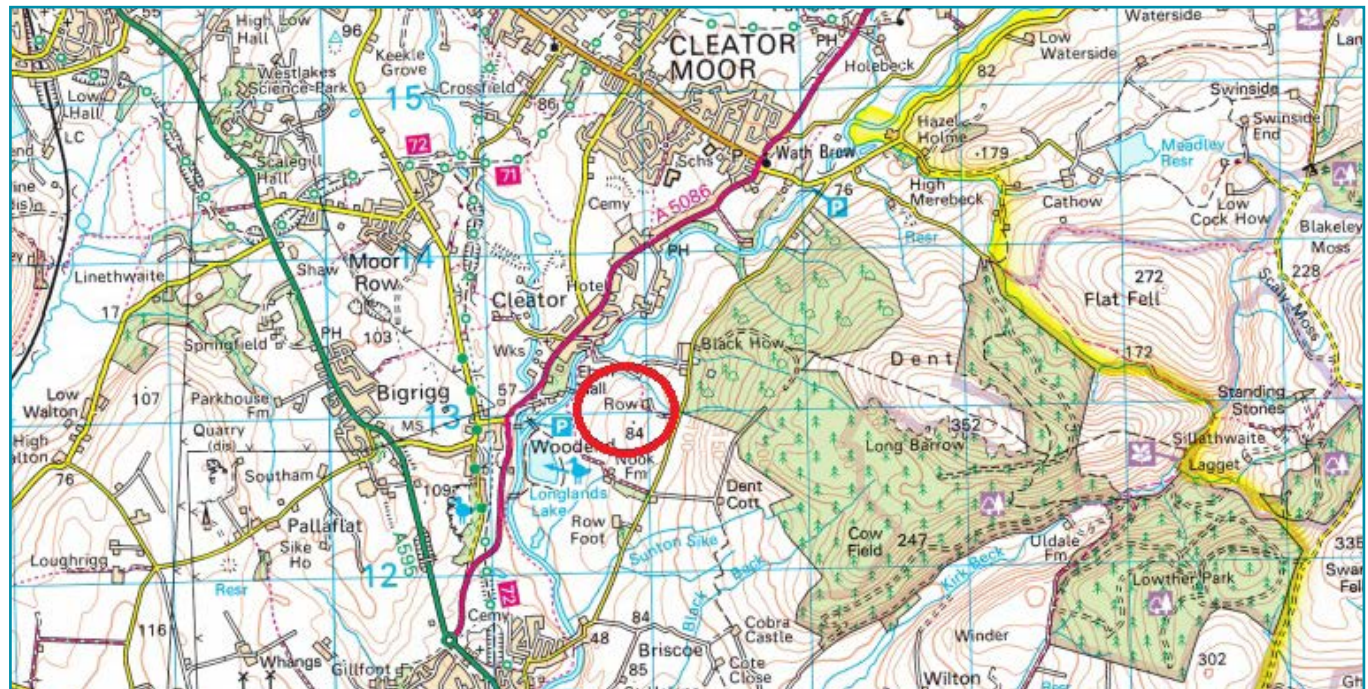 High Low
Hall
96
Keekle
Grove
Westlakes
Science Park
Crossfield
86
15
55
Low
Hall
LC
Scalegill
Hall
72
71
CLEATOR
MOOR
PH
Holebeck
Waterside
Low
Waterside
82
Swinside
Swinside
End
Hazel
Holme
179
Meadley
Resr
Wath Brow
Schs
P
A 5086
Cemy
76
P
High
Merebeck
Cathow
Low
Cock How
Blakeley
Moss
Resr
PH
Linethwaite
Shaw
Moor
Row
14
Hotel
Cleator
272
Flat Fell
228
Scaly Moss
17
Springfield
PH
103
Wks
Black How
Dent
172
Low
Walton
107
Parkhouse
Fm
Bigrigg
57
13
Row
84
352
Long Barrow
Standing
Stones
Sillathwaite
Lagget
Quarry
(dis)
MS
P
76
Southam
109
Nook
Fm
Longlands
Lake
Dent
Cott
Row
Foot
Cow
Field
247
Uldale
Fm
Pallaflat
Sike
Ho
A595
Sunton Sike
Black
Beck
Kirk Beck
Lowther Park
Loughrigg
12
Resr
72
116
Cemy
48
84
Cobra
Castle
Briscoe
85
Cote
Close
Winder
Wilton
302
Whangs
Gillfoot
Resr